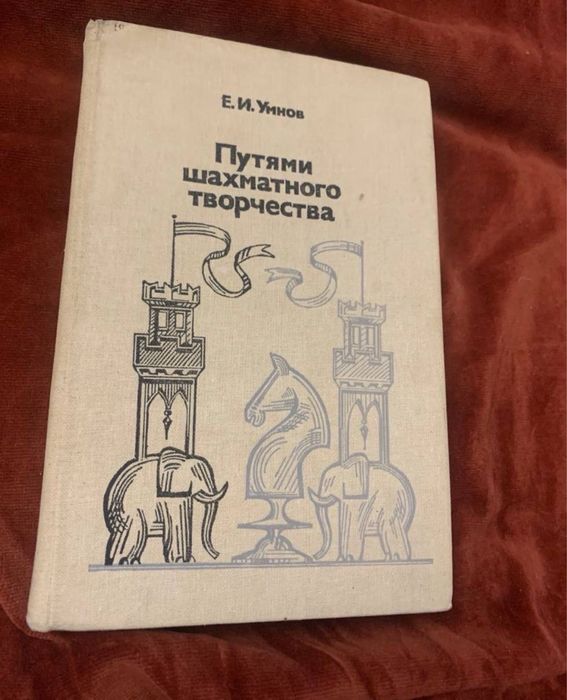 Е. И. Умнов
Путями
шахматного
творчества